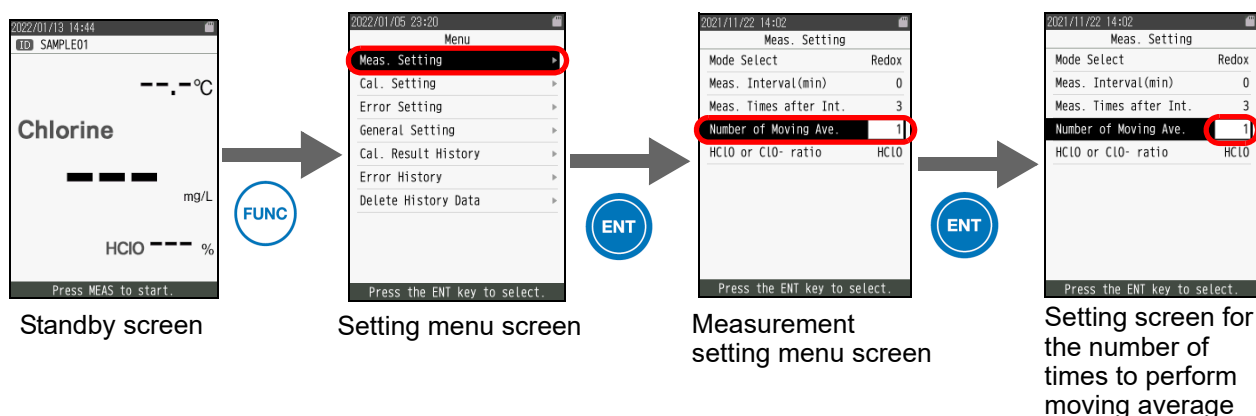 2022/01/13 14:44
ID SAMPLE01
--.-℃
Chlorine
---
mg/L
HClO --- %
Press MEAS to start.
Standby screen
FUNC
2022/01/05 23:20
Menu
Meas. Setting
Cal. Setting
Error Setting
General Setting
Cal. Result History
Error History
Delete History Data
Press the ENT key to select.
Setting menu screen
ENT
2021/11/22 14:02
Meas. Setting
Mode Select Redox
Meas. Interval(min) 0
Meas. Times after Int. 3
Number of Moving Ave. 1
HClO or ClO- ratio HClO
Press the ENT key to select.
Measurement
setting menu screen
ENT
2021/11/22 14:02
Meas. Setting
Mode Select Redox
Meas. Interval(min) 0
Meas. Times after Int. 3
Number of Moving Ave. 1
HClO or ClO- ratio HClO
Press the ENT key to select.
Setting screen for
the number of
times to perform
moving average